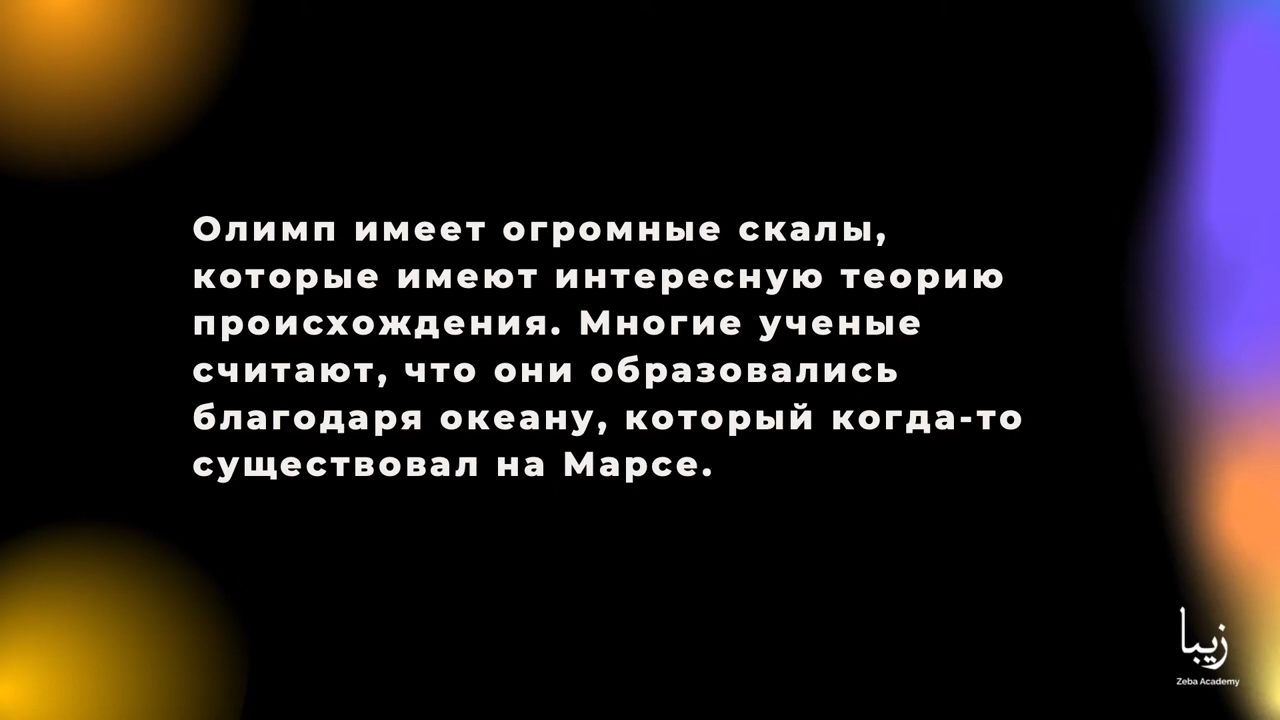 Олимп имеет огромные скалы,
которые имеют интересную теорию
происхождения. Многие ученые
считают, что они образовались
благодаря океану, который когда-то
существовал на Марсе.
زیبا
Zeba Academy